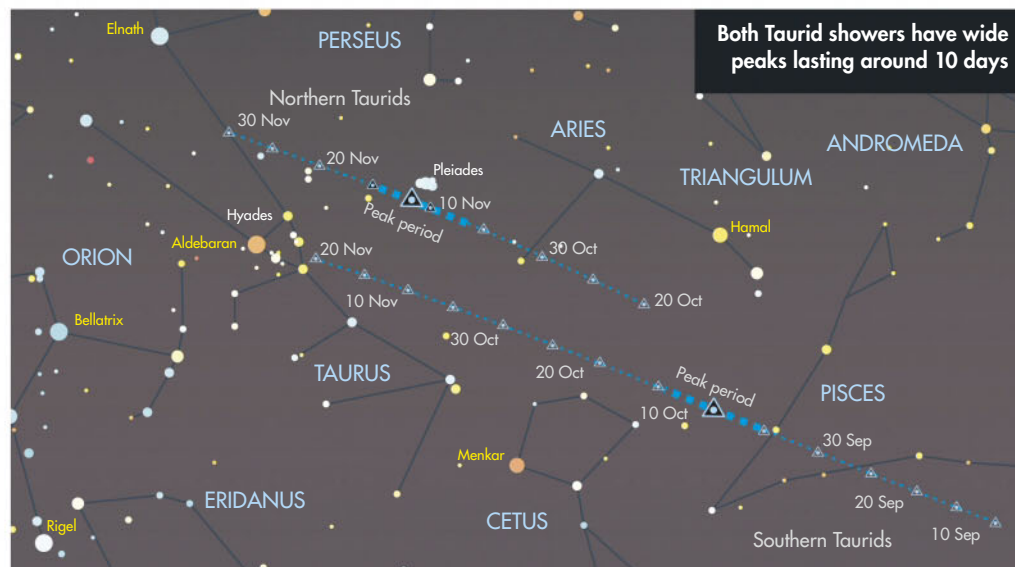 Both Taurid showers have wide
peaks lasting around 10 days
Elnath
PERSEUS
Northern Taurids
30 Nov
20 Nov
Pleiades
10 Nov
Peak period
ARIES
ANDROMEDA
TRIANGULUM
Hamal
30 Oct
20 Oct
Hyades
Aldebaran
ORION
Bellatrix
20 Nov
10 Nov
30 Oct
20 Oct
TAURUS
10 Oct
Peak period
PISCES
30 Sep
20 Sep
10 Sep
Southern Taurids
Menkar
CETUS
ERIDANUS
Rigel